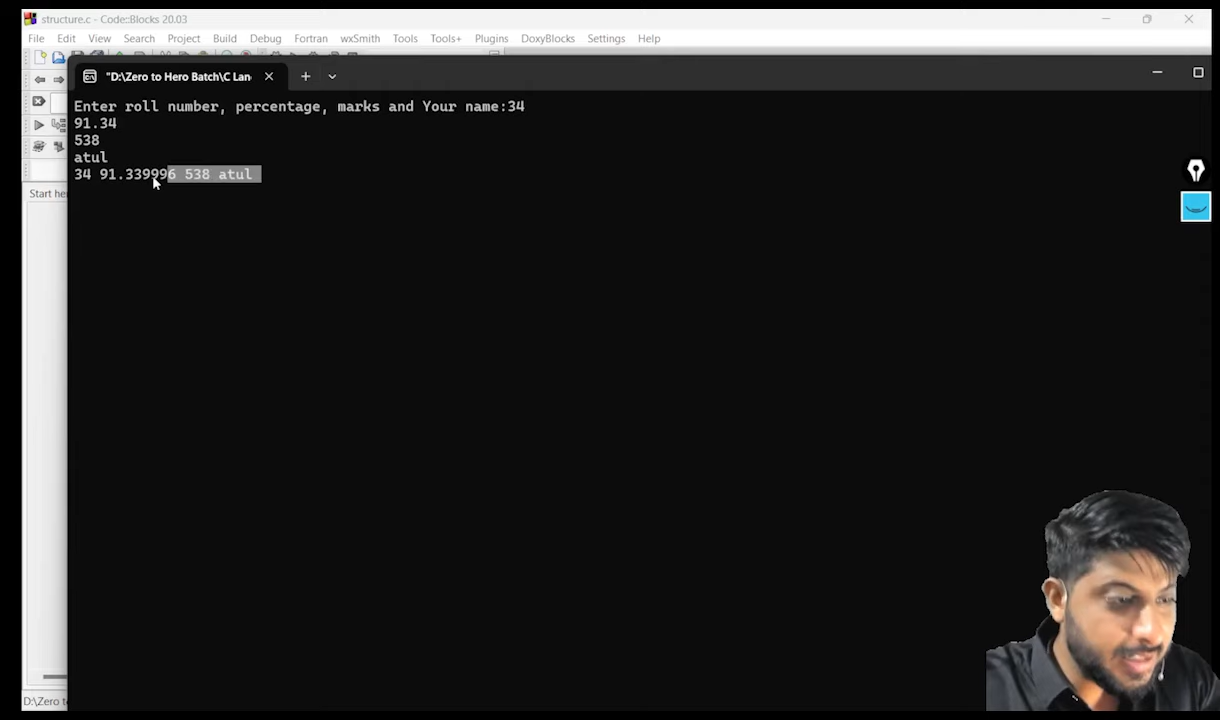 structure.c - Code::Blocks 20.03
File Edit View Search Project Build Debug Fortran wxSmith Tools Tools+ Plugins DoxyBlocks Settings Help
"D:\Zero to Hero Batch\C Lan
Enter roll number, percentage, marks and Your name:34
91.34
538
atul
34 91.339996 538 atul
Start he
D:\Zero t